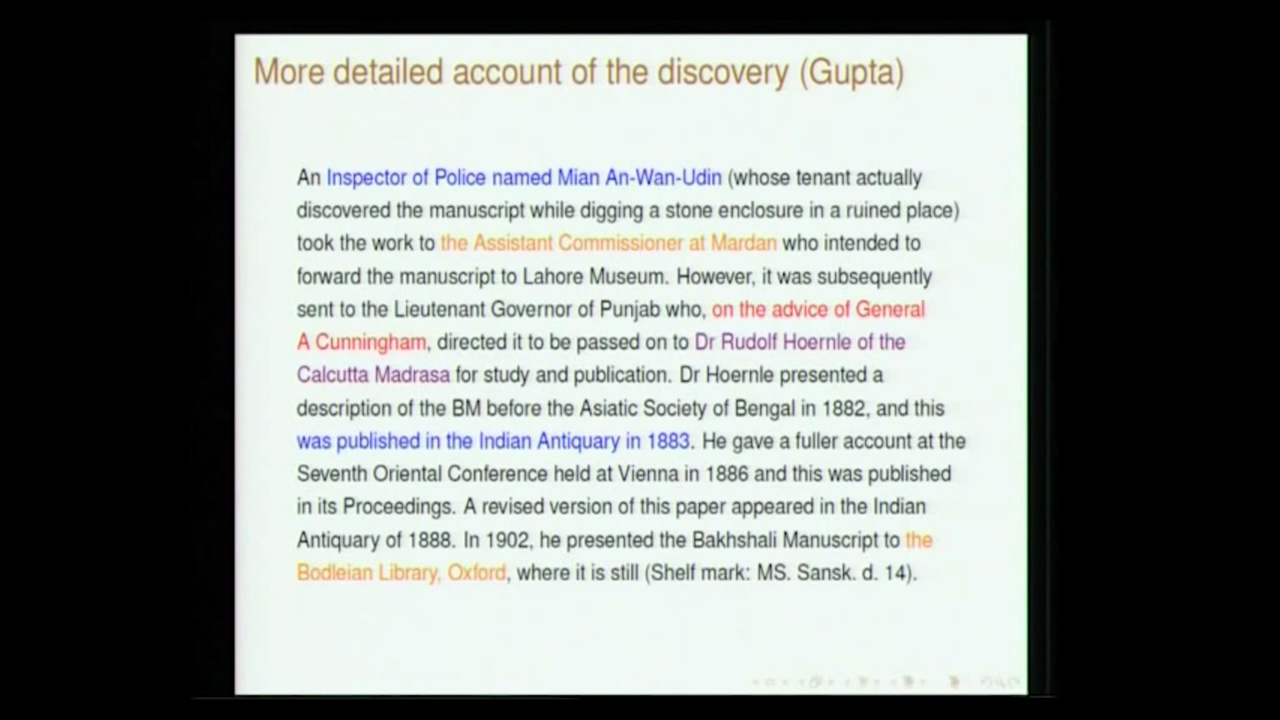 More detailed account of the discovery (Gupta)
An Inspector of Police named Mian An-Wan-Udin (whose tenant actually
discovered the manuscript while digging a stone enclosure in a ruined place)
took the work to the Assistant Commissioner at Mardan who intended to
forward the manuscript to Lahore Museum. However, it was subsequently
sent to the Lieutenant Governor of Punjab who, on the advice of General
A Cunningham, directed it to be passed on to Dr Rudolf Hoernle of the
Calcutta Madrasa for study and publication. Dr Hoernle presented a
description of the BM before the Asiatic Society of Bengal in 1882, and this
was published in the Indian Antiquary in 1883. He gave a fuller account at the
Seventh Oriental Conference held at Vienna in 1886 and this was published
in its Proceedings. A revised version of this paper appeared in the Indian
Antiquary of 1888. In 1902, he presented the Bakhshali Manuscript to the
Bodleian Library, Oxford, where it is still (Shelf mark: MS. Sansk. d. 14).